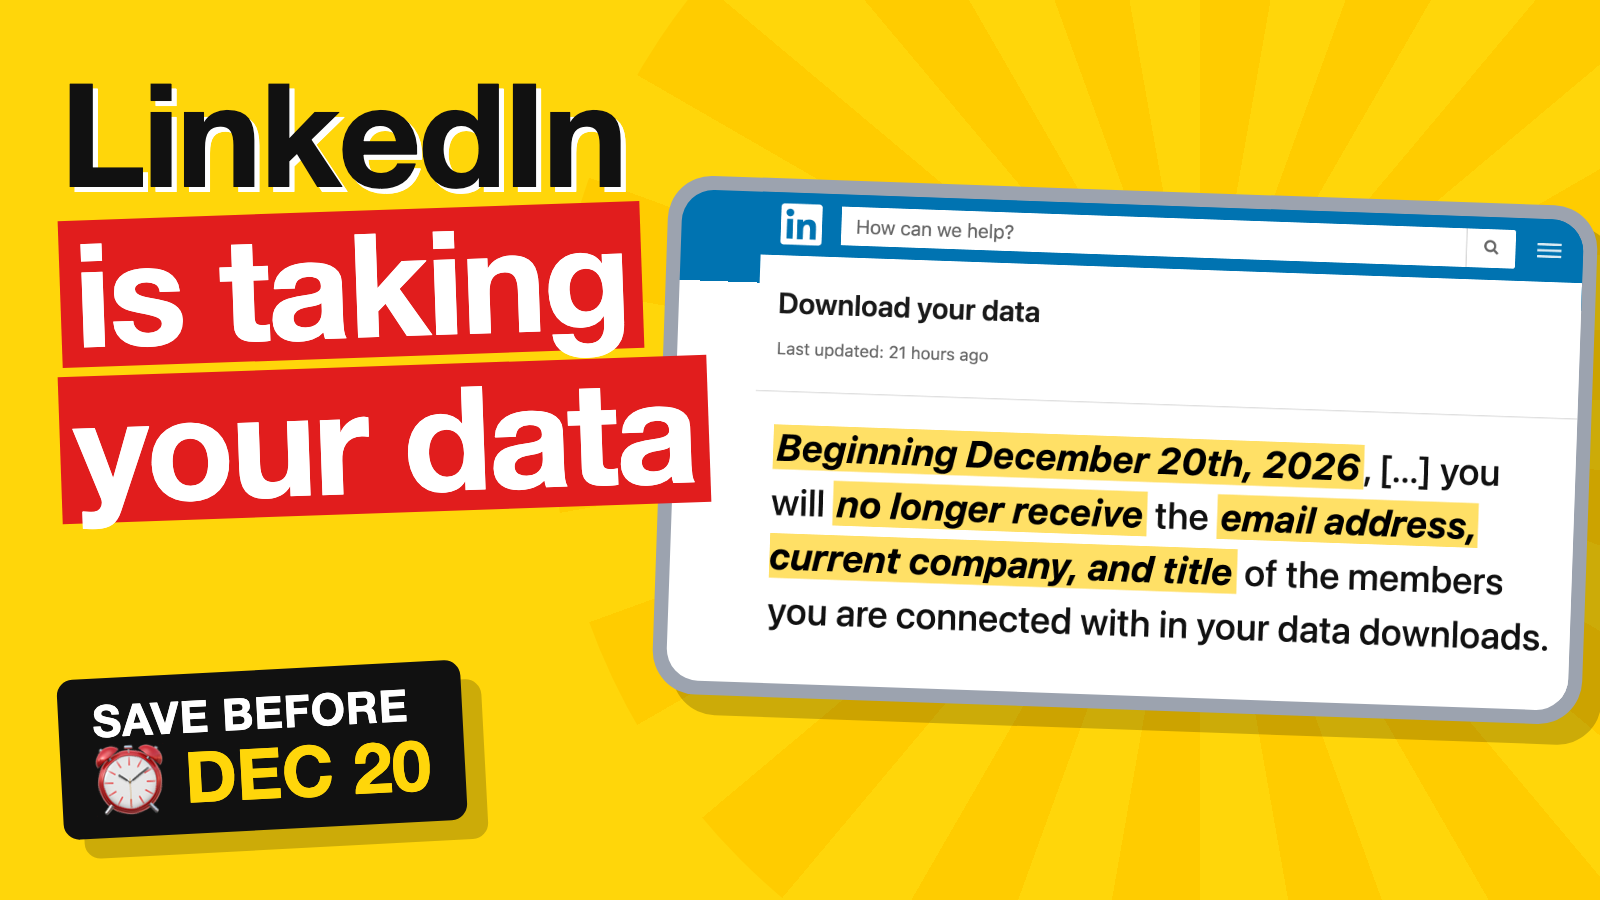 LinkedIn
is taking
your data
SAVE BEFORE
DEC 20
in
How can we help?
Download your data
Last updated: 21 hours ago
Beginning December 20th, 2026, [...] you
will no longer receive the email address,
current company, and title of the members
you are connected with in your data downloads.